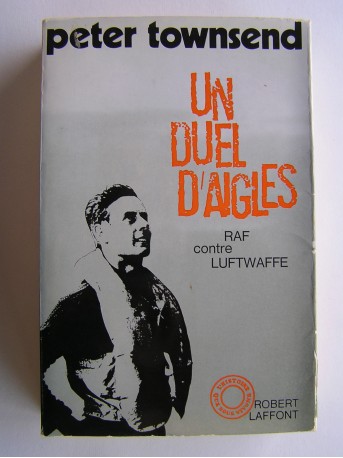 peter townsend
UN
DUEL
D'AIGLES
RAF
contre
LUFTWAFFE
ROBERT
LAFFONT